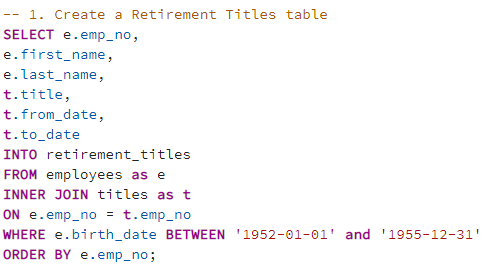 -- 1. Create a Retirement Titles table
SELECT e.emp_no,
e.first_name,
e.last_name,
t.title,
t.from_date,
t.to_date
INTO retirement_titles
FROM employees as e
INNER JOIN titles as t
ON e.emp_no = t.emp_no
WHERE e.birth_date BETWEEN '1952-01-01' and '1955-12-31'
ORDER BY e.emp_no;